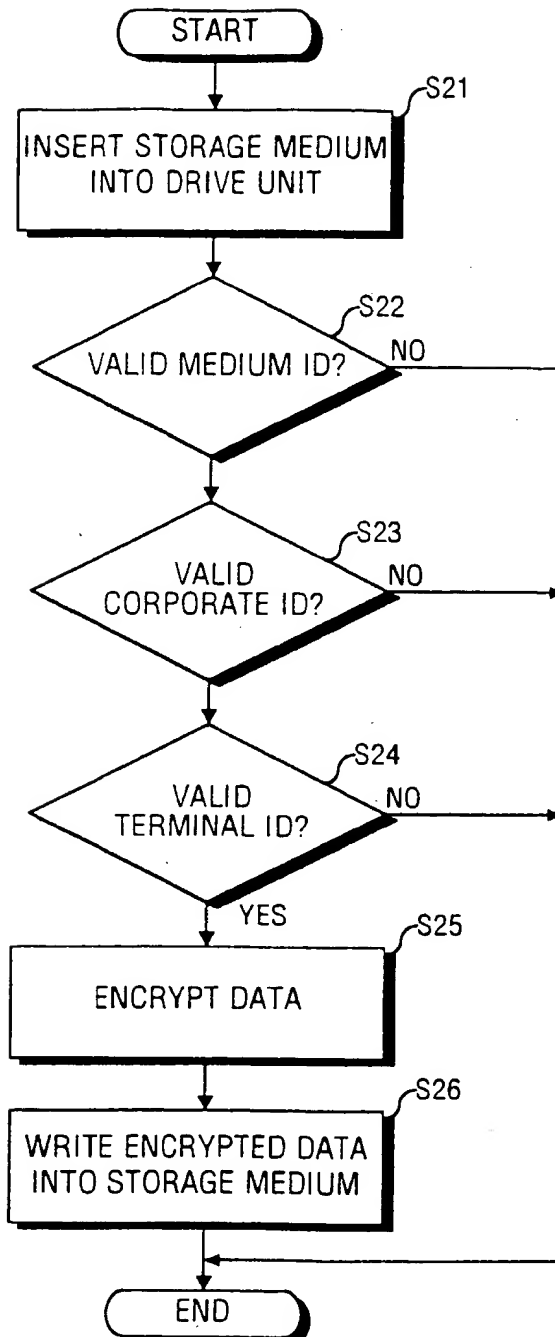 START
S21
INSERT STORAGE MEDIUM
INTO DRIVE UNIT
S22
VALID MEDIUM ID?
NO
S23
VALID
CORPORATE ID?
NO
S24
VALID
TERMINAL ID?
NO
YES
S25
ENCRYPT DATA
S26
WRITE ENCRYPTED DATA
INTO STORAGE MEDIUM
END